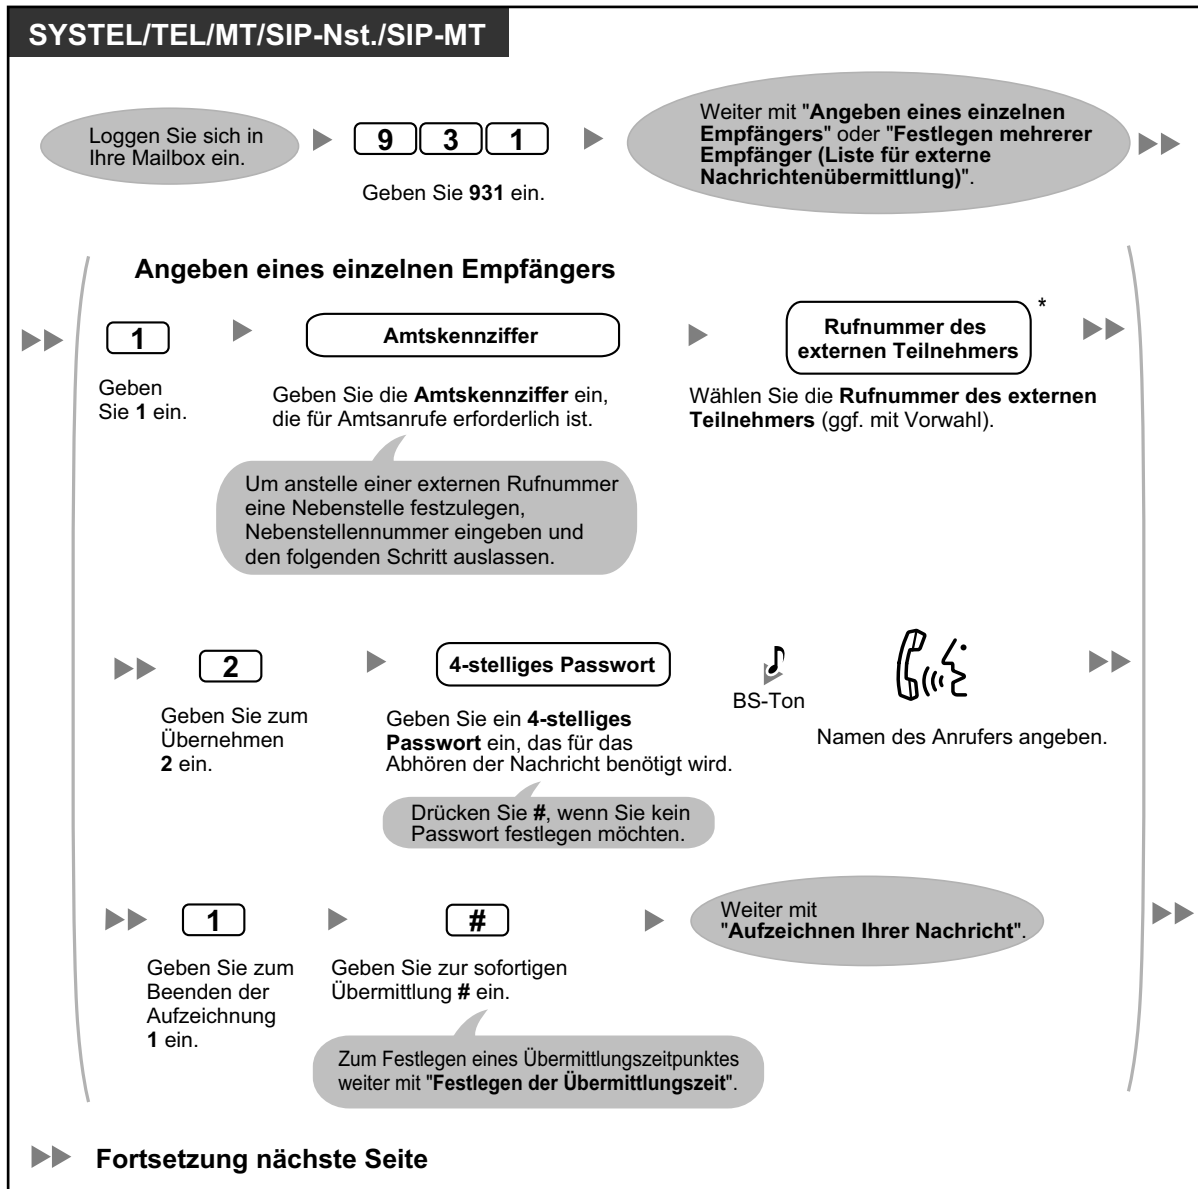 SYSTEL/TEL/MT/SIP-Nst./SIP-MT
Loggen Sie sich in
Ihre Mailbox ein.
9 3 1
Geben Sie 931 ein.
Weiter mit "Angeben eines einzelnen
Empfängers" oder "Festlegen mehrerer
Empfänger (Liste für externe
Nachrichtenübermittlung)".
Angeben eines einzelnen Empfängers
1
Geben
Sie 1 ein.
Amtskennziffer
Geben Sie die Amtskennziffer ein,
die für Amtsanrufe erforderlich ist.
Um anstelle einer externen Rufnummer
eine Nebenstelle festzulegen,
Nebenstellennummer eingeben und
den folgenden Schritt auslassen.
Rufnummer des
externen Teilnehmers
*
Wählen Sie die Rufnummer des externen
Teilnehmers (ggf. mit Vorwahl).
2
Geben Sie zum
Übernehmen
2 ein.
4-stelliges Passwort
Geben Sie ein 4-stelliges
Passwort ein, das für das
Abhören der Nachricht benötigt wird.
Drücken Sie #, wenn Sie kein
Passwort festlegen möchten.
BS-Ton
Namen des Anrufers angeben.
1
Geben Sie zum
Beenden der
Aufzeichnung
1 ein.
#
Geben Sie zur sofortigen
Übermittlung # ein.
Zum Festlegen eines Übermittlungszeitpunktes
weiter mit "Festlegen der Übermittlungszeit".
Weiter mit
"Aufzeichnen Ihrer Nachricht".
Fortsetzung nächste Seite